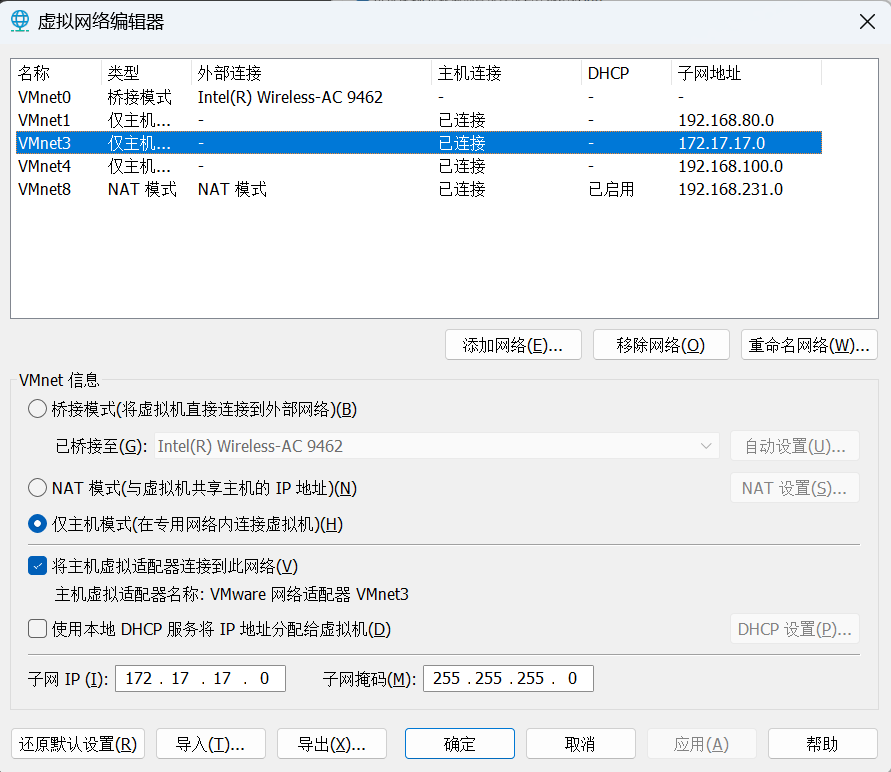 虚拟网络编辑器
名称 类型 外部连接 主机连接 DHCP 子网地址
VMnet0 桥接模式 Intel(R) Wireless-AC 9462 - - -
VMnet1 仅主机... - 已连接 - 192.168.80.0
VMnet3 仅主机... - 已连接 - 172.17.17.0
VMnet4 仅主机... - 已连接 - 192.168.100.0
VMnet8 NAT 模式 NAT 模式 已连接 已启用 192.168.231.0
添加网络(E)... 移除网络(O) 重命名网络(W)...
VMnet 信息
桥接模式(将虚拟机直接连接到外部网络)(B)
已桥接至(G): Intel(R) Wireless-AC 9462 自动设置(U)...
NAT 模式(与虚拟机共享主机的 IP 地址)(N) NAT 设置(S)...
仅主机模式(在专用网络内连接虚拟机)(H)
将主机虚拟适配器连接到此网络(V)
主机虚拟适配器名称: VMware 网络适配器 VMnet3
使用本地 DHCP 服务将 IP 地址分配给虚拟机(D) DHCP 设置(P)...
子网 IP (I): 172 . 17 . 17 . 0 子网掩码(M): 255 . 255 . 255 . 0
还原默认设置(R) 导入(T)... 导出(X)... 确定 取消 应用(A) 帮助